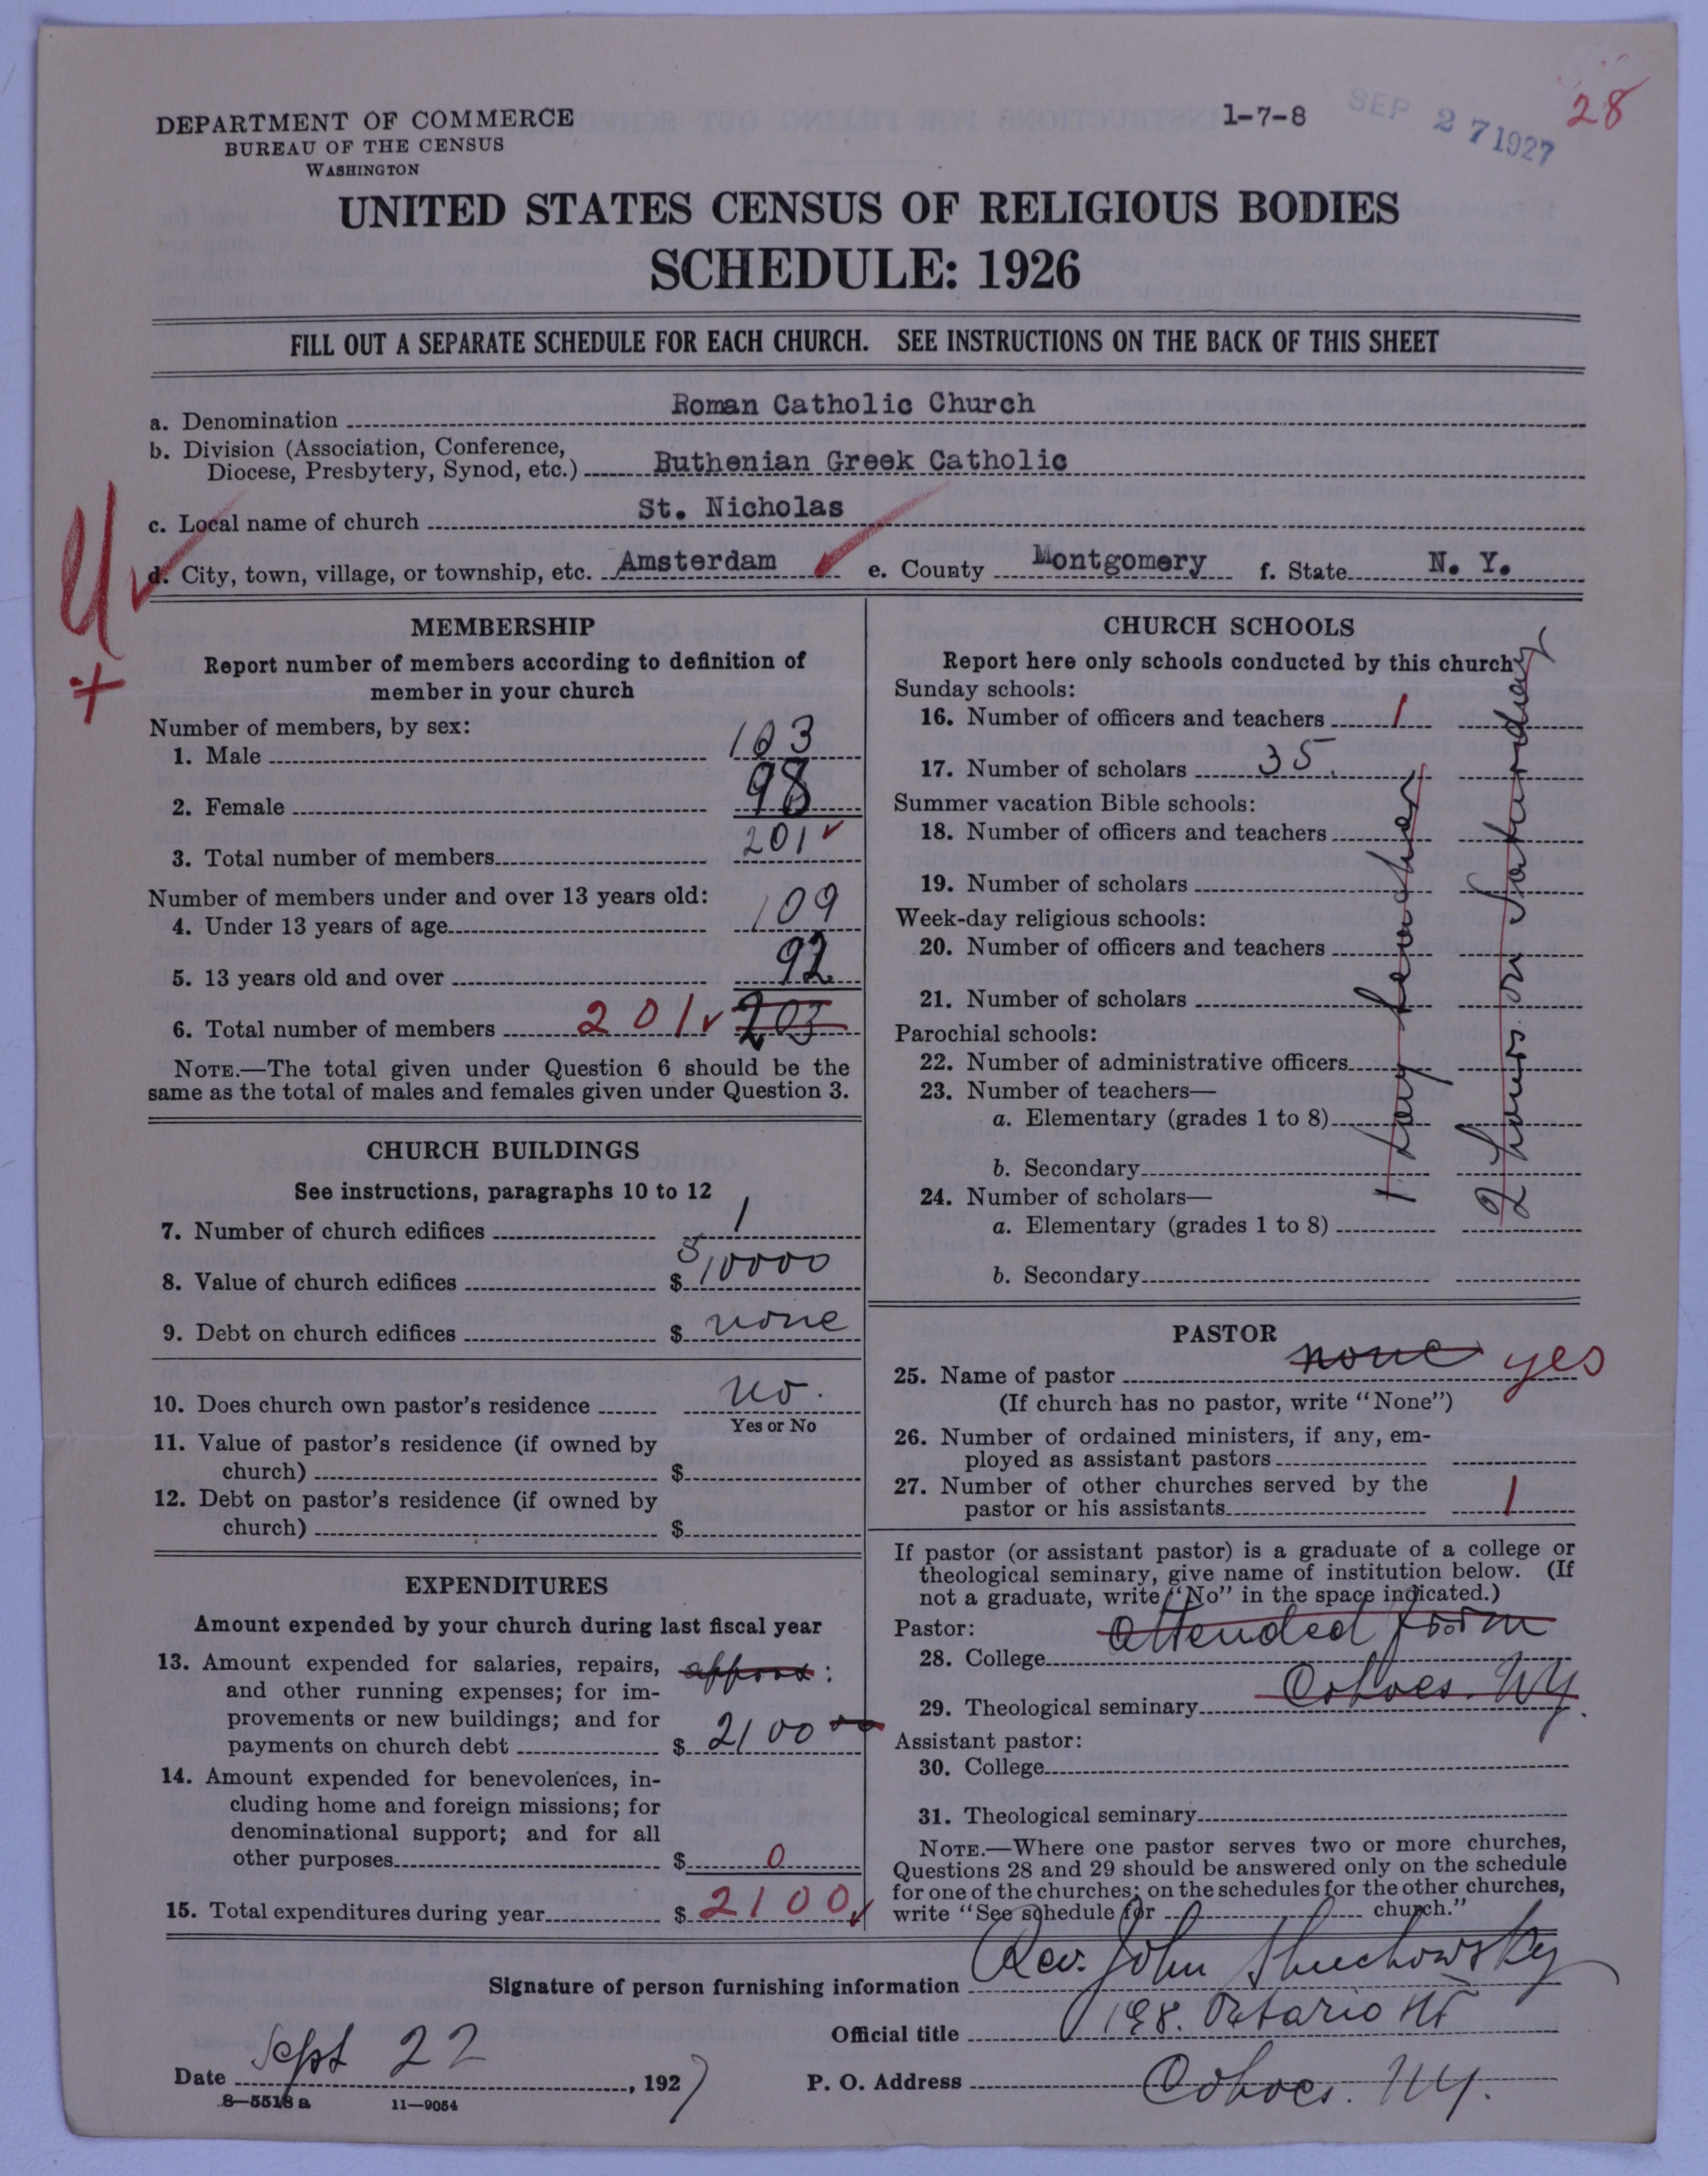 DEPARTMENT OF COMMERCE
BUREAU OF THE CENSUS
WASHINGTON
1-7-8
SEP 27 1927
28
UNITED STATES CENSUS OF RELIGIOUS BODIES
SCHEDULE: 1926
FILL OUT A SEPARATE SCHEDULE FOR EACH CHURCH. SEE INSTRUCTIONS ON THE BACK OF THIS SHEET
a. Denomination Roman Catholic Church
b. Division (Association, Conference,
Diocese, Presbytery, Synod, etc.) Ruthenian Greek Catholic
c. Local name of church St. Nicholas
d. City, town, village, or township, etc. Amsterdam e. County Montgomery f. State N. Y.
MEMBERSHIP
Report number of members according to definition of
member in your church
Number of members, by sex:
1. Male 103
2. Female 98
3. Total number of members 201
Number of members under and over 13 years old:
4. Under 13 years of age 109
5. 13 years old and over 92
6. Total number of members 201 203
NOTE.—The total given under Question 6 should be the
same as the total of males and females given under Question 3.
CHURCH BUILDINGS
See instructions, paragraphs 10 to 12
7. Number of church edifices 1
8. Value of church edifices $ 10000
9. Debt on church edifices $ none
10. Does church own pastor's residence no.
Yes or No
11. Value of pastor's residence (if owned by
church) $
12. Debt on pastor's residence (if owned by
church) $
EXPENDITURES
Amount expended by your church during last fiscal year
13. Amount expended for salaries, repairs, approx:
and other running expenses; for im-
provements or new buildings; and for
payments on church debt $ 2100 00
14. Amount expended for benevolences, in-
cluding home and foreign missions; for
denominational support; and for all
other purposes $ 0
15. Total expenditures during year $ 2100
CHURCH SCHOOLS
Report here only schools conducted by this church
Sunday schools:
16. Number of officers and teachers 1
17. Number of scholars 35.
Summer vacation Bible schools:
18. Number of officers and teachers
19. Number of scholars
Week-day religious schools:
20. Number of officers and teachers
21. Number of scholars
Parochial schools:
22. Number of administrative officers
23. Number of teachers—
a. Elementary (grades 1 to 8)
b. Secondary
24. Number of scholars—
a. Elementary (grades 1 to 8)
b. Secondary
1 lay teacher
2 hours on Saturday
PASTOR
25. Name of pastor none yes
(If church has no pastor, write "None")
26. Number of ordained ministers, if any, em-
ployed as assistant pastors
27. Number of other churches served by the
pastor or his assistants 1
If pastor (or assistant pastor) is a graduate of a college or
theological seminary, give name of institution below. (If
not a graduate, write "No" in the space indicated.)
Pastor:
28. College attended from
29. Theological seminary Cohoes. N.Y.
Assistant pastor:
30. College
31. Theological seminary
NOTE.—Where one pastor serves two or more churches,
Questions 28 and 29 should be answered only on the schedule
for one of the churches; on the schedules for the other churches,
write "See schedule for church."
Signature of person furnishing information Rev. John
Official title 198. Ontario St
Date Sept 22, 1927 P. O. Address Cohoes. N.Y.
8—5518 a 11—9054